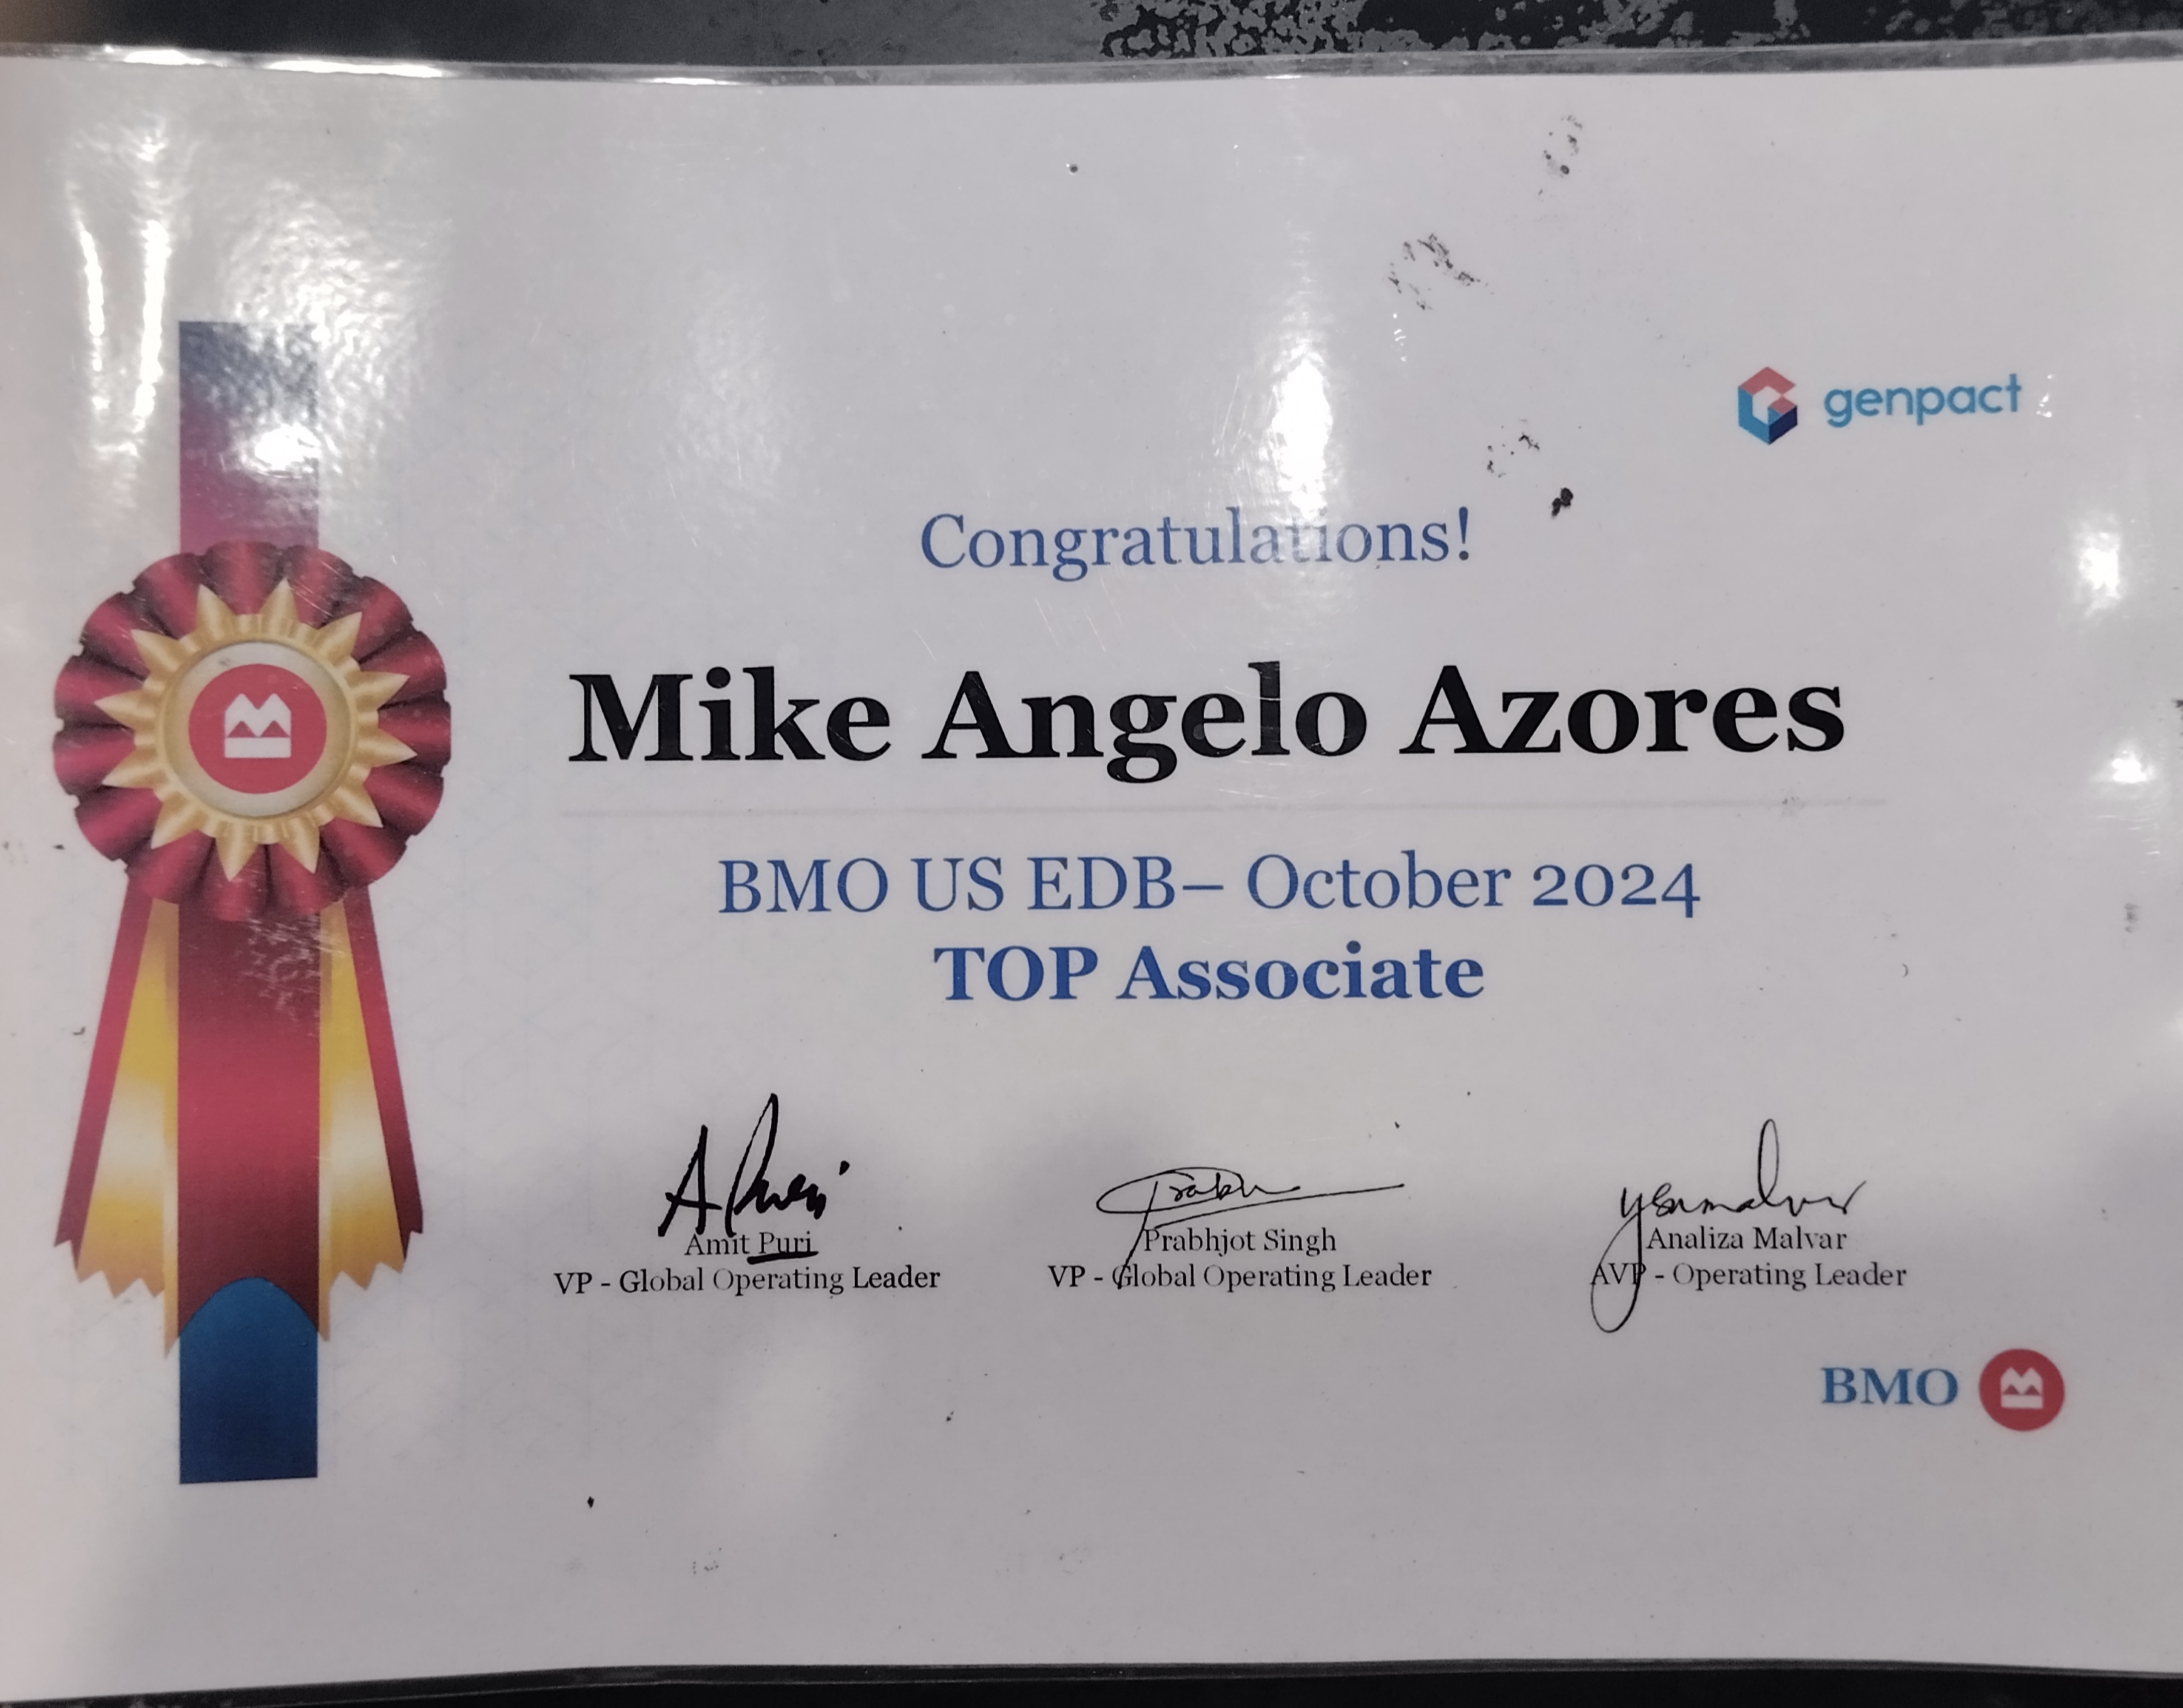 genpact
Congratulations!
Mike Angelo Azores
BMO US EDB– October 2024
TOP Associate
Amit Puri
VP - Global Operating Leader
Prabhjot Singh
VP - Global Operating Leader
Analiza Malvar
AVP - Operating Leader
BMO